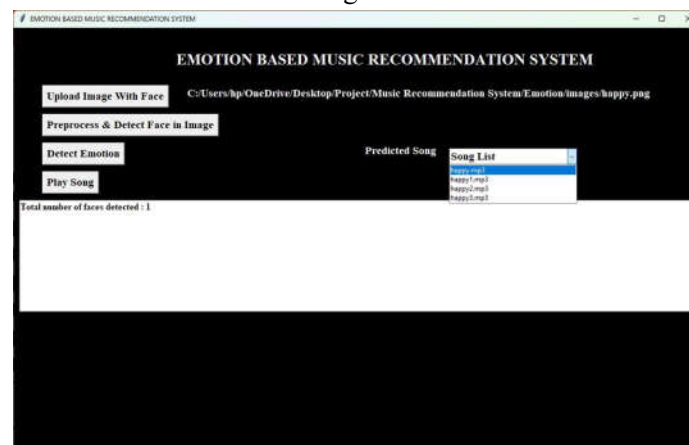 EMOTION BASED MUSIC RECOMMENDATION SYSTEM
EMOTION BASED MUSIC RECOMMENDATION SYSTEM
Upload Image With Face C:/Users/hp/OneDrive/Desktop/Project/Music Recommendation System/Emotion/images/happy.png
Preprocess & Detect Face in Image
Detect Emotion Predicted Song Song List
happy.mp3
happy1.mp3
Play Song happy2.mp3
happy3.mp3
Total number of faces detected : 1